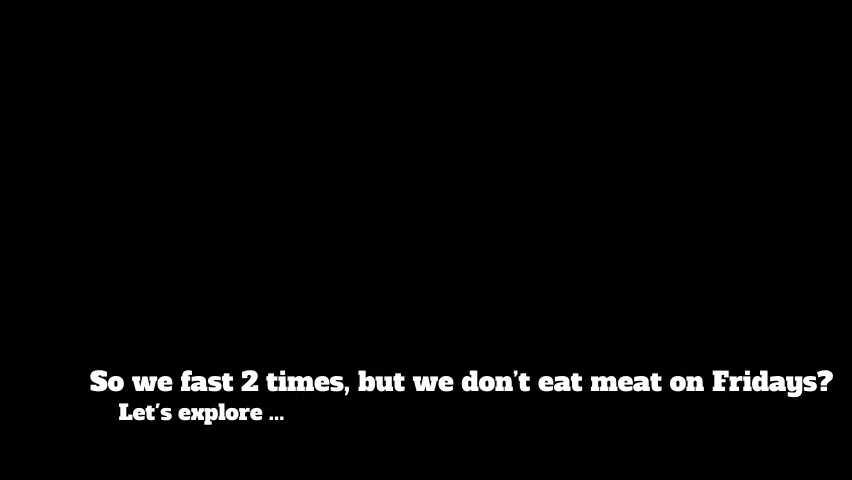 So we fast 2 times, but we don't eat meat on Fridays?
Let's explore ...